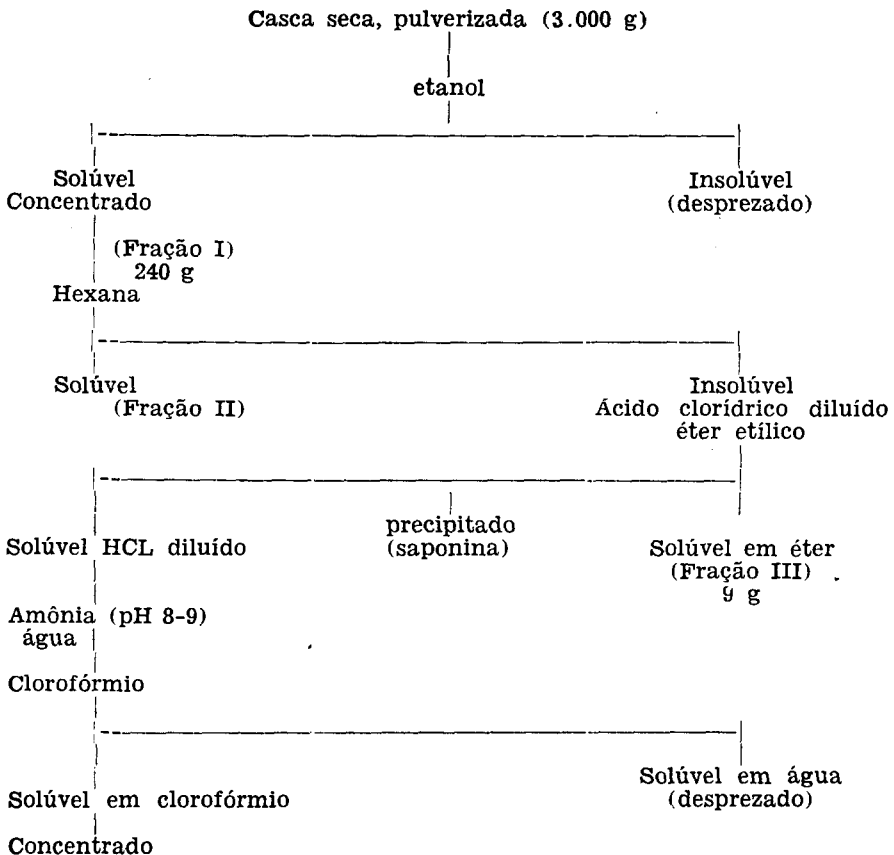 Casca seca, pulverizada (3.000 g)
etanol
Solúvel
Concentrado
Insolúvel
(desprezado)
(Fração I)
240 g
Hexana
Solúvel
(Fração II)
Insolúvel
Ácido clorídrico diluído
éter etílico
Solúvel HCL diluído
precipitado
(saponina)
Solúvel em éter
(Fração III)
9 g
Amônia (pH 8-9)
água
Clorofórmio
Solúvel em clorofórmio
Solúvel em água
(desprezado)
Concentrado